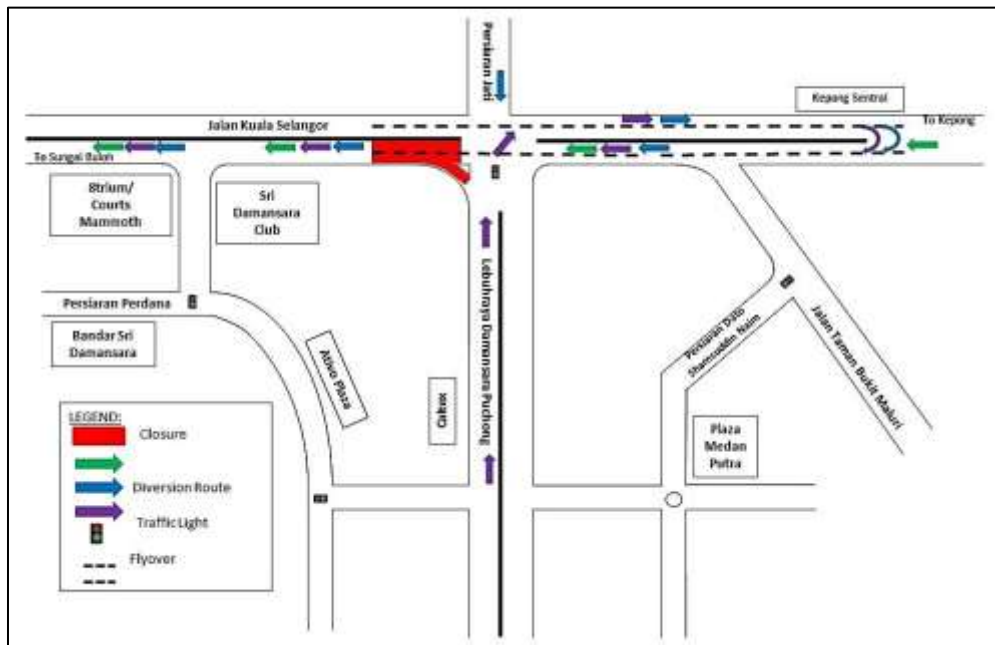 Persiaran Jati
Kepong Sentral
Jalan Kuala Selangor
To Kepong
To Sungai Buloh
8trium/
Courts
Mammoth
Sri
Damansara
Club
Persiaran Perdana
Bandar Sri
Damansara
Ativo Plaza
Lebuhraya Damansara Puchong
Persiaran Dato
Shamsuddin Naim
Jalan Taman Bukit Maluri
Plaza
Medan
Putra
LEGEND:
Closure
Diversion Route
Traffic Light
Flyover